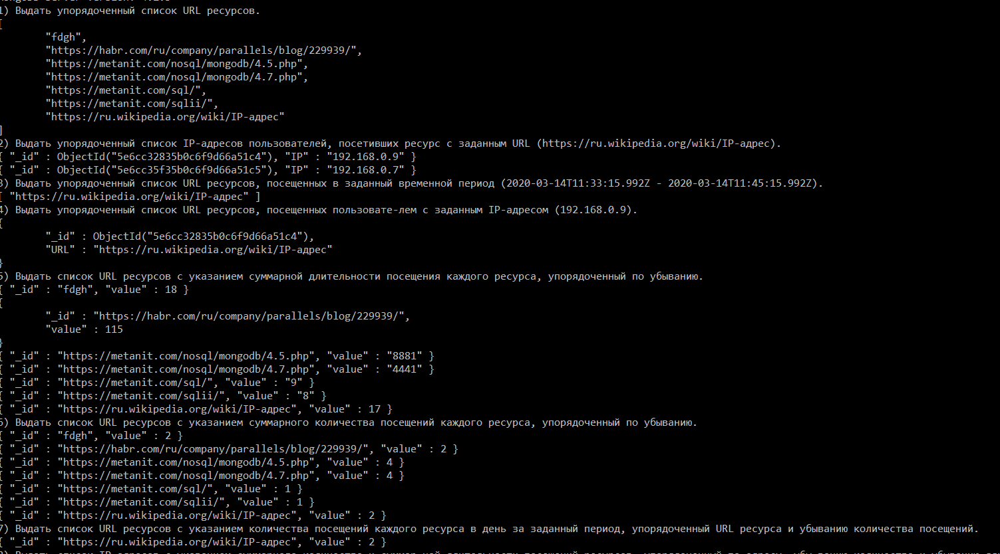 1) Выдать упорядоченный список URL ресурсов.
[
"fdgh",
"https://habr.com/ru/company/parallels/blog/229939/",
"https://metanit.com/nosql/mongodb/4.5.php",
"https://metanit.com/nosql/mongodb/4.7.php",
"https://metanit.com/sql/",
"https://metanit.com/sqlii/",
"https://ru.wikipedia.org/wiki/IP-адрес"
]
2) Выдать упорядоченный список IP-адресов пользователей, посетивших ресурс с заданным URL (https://ru.wikipedia.org/wiki/IP-адрес).
{ "_id" : ObjectId("5e6cc32835b0c6f9d66a51c4"), "IP" : "192.168.0.9" }
{ "_id" : ObjectId("5e6cc35f35b0c6f9d66a51c5"), "IP" : "192.168.0.7" }
3) Выдать упорядоченный список URL ресурсов, посещенных в заданный временной период (2020-03-14T11:33:15.992Z - 2020-03-14T11:45:15.992Z).
[ "https://ru.wikipedia.org/wiki/IP-адрес" ]
4) Выдать упорядоченный список URL ресурсов, посещенных пользовате-лем с заданным IP-адресом (192.168.0.9).
{
"_id" : ObjectId("5e6cc32835b0c6f9d66a51c4"),
"URL" : "https://ru.wikipedia.org/wiki/IP-адрес"
}
5) Выдать список URL ресурсов с указанием суммарной длительности посещения каждого ресурса, упорядоченный по убыванию.
{ "_id" : "fdgh", "value" : 18 }
{
"_id" : "https://habr.com/ru/company/parallels/blog/229939/",
"value" : 115
}
{ "_id" : "https://metanit.com/nosql/mongodb/4.5.php", "value" : "8881" }
{ "_id" : "https://metanit.com/nosql/mongodb/4.7.php", "value" : "4441" }
{ "_id" : "https://metanit.com/sql/", "value" : "9" }
{ "_id" : "https://metanit.com/sqlii/", "value" : "8" }
{ "_id" : "https://ru.wikipedia.org/wiki/IP-адрес", "value" : 17 }
6) Выдать список URL ресурсов с указанием суммарного количества посещений каждого ресурса, упорядоченный по убыванию.
{ "_id" : "fdgh", "value" : 2 }
{ "_id" : "https://habr.com/ru/company/parallels/blog/229939/", "value" : 2 }
{ "_id" : "https://metanit.com/nosql/mongodb/4.5.php", "value" : 4 }
{ "_id" : "https://metanit.com/nosql/mongodb/4.7.php", "value" : 4 }
{ "_id" : "https://metanit.com/sql/", "value" : 1 }
{ "_id" : "https://metanit.com/sqlii/", "value" : 1 }
{ "_id" : "https://ru.wikipedia.org/wiki/IP-адрес", "value" : 2 }
7) Выдать список URL ресурсов с указанием количества посещений каждого ресурса в день за заданный период, упорядоченный URL ресурса и убыванию количества посещений.
{ "_id" : "https://ru.wikipedia.org/wiki/IP-адрес", "value" : 2 }